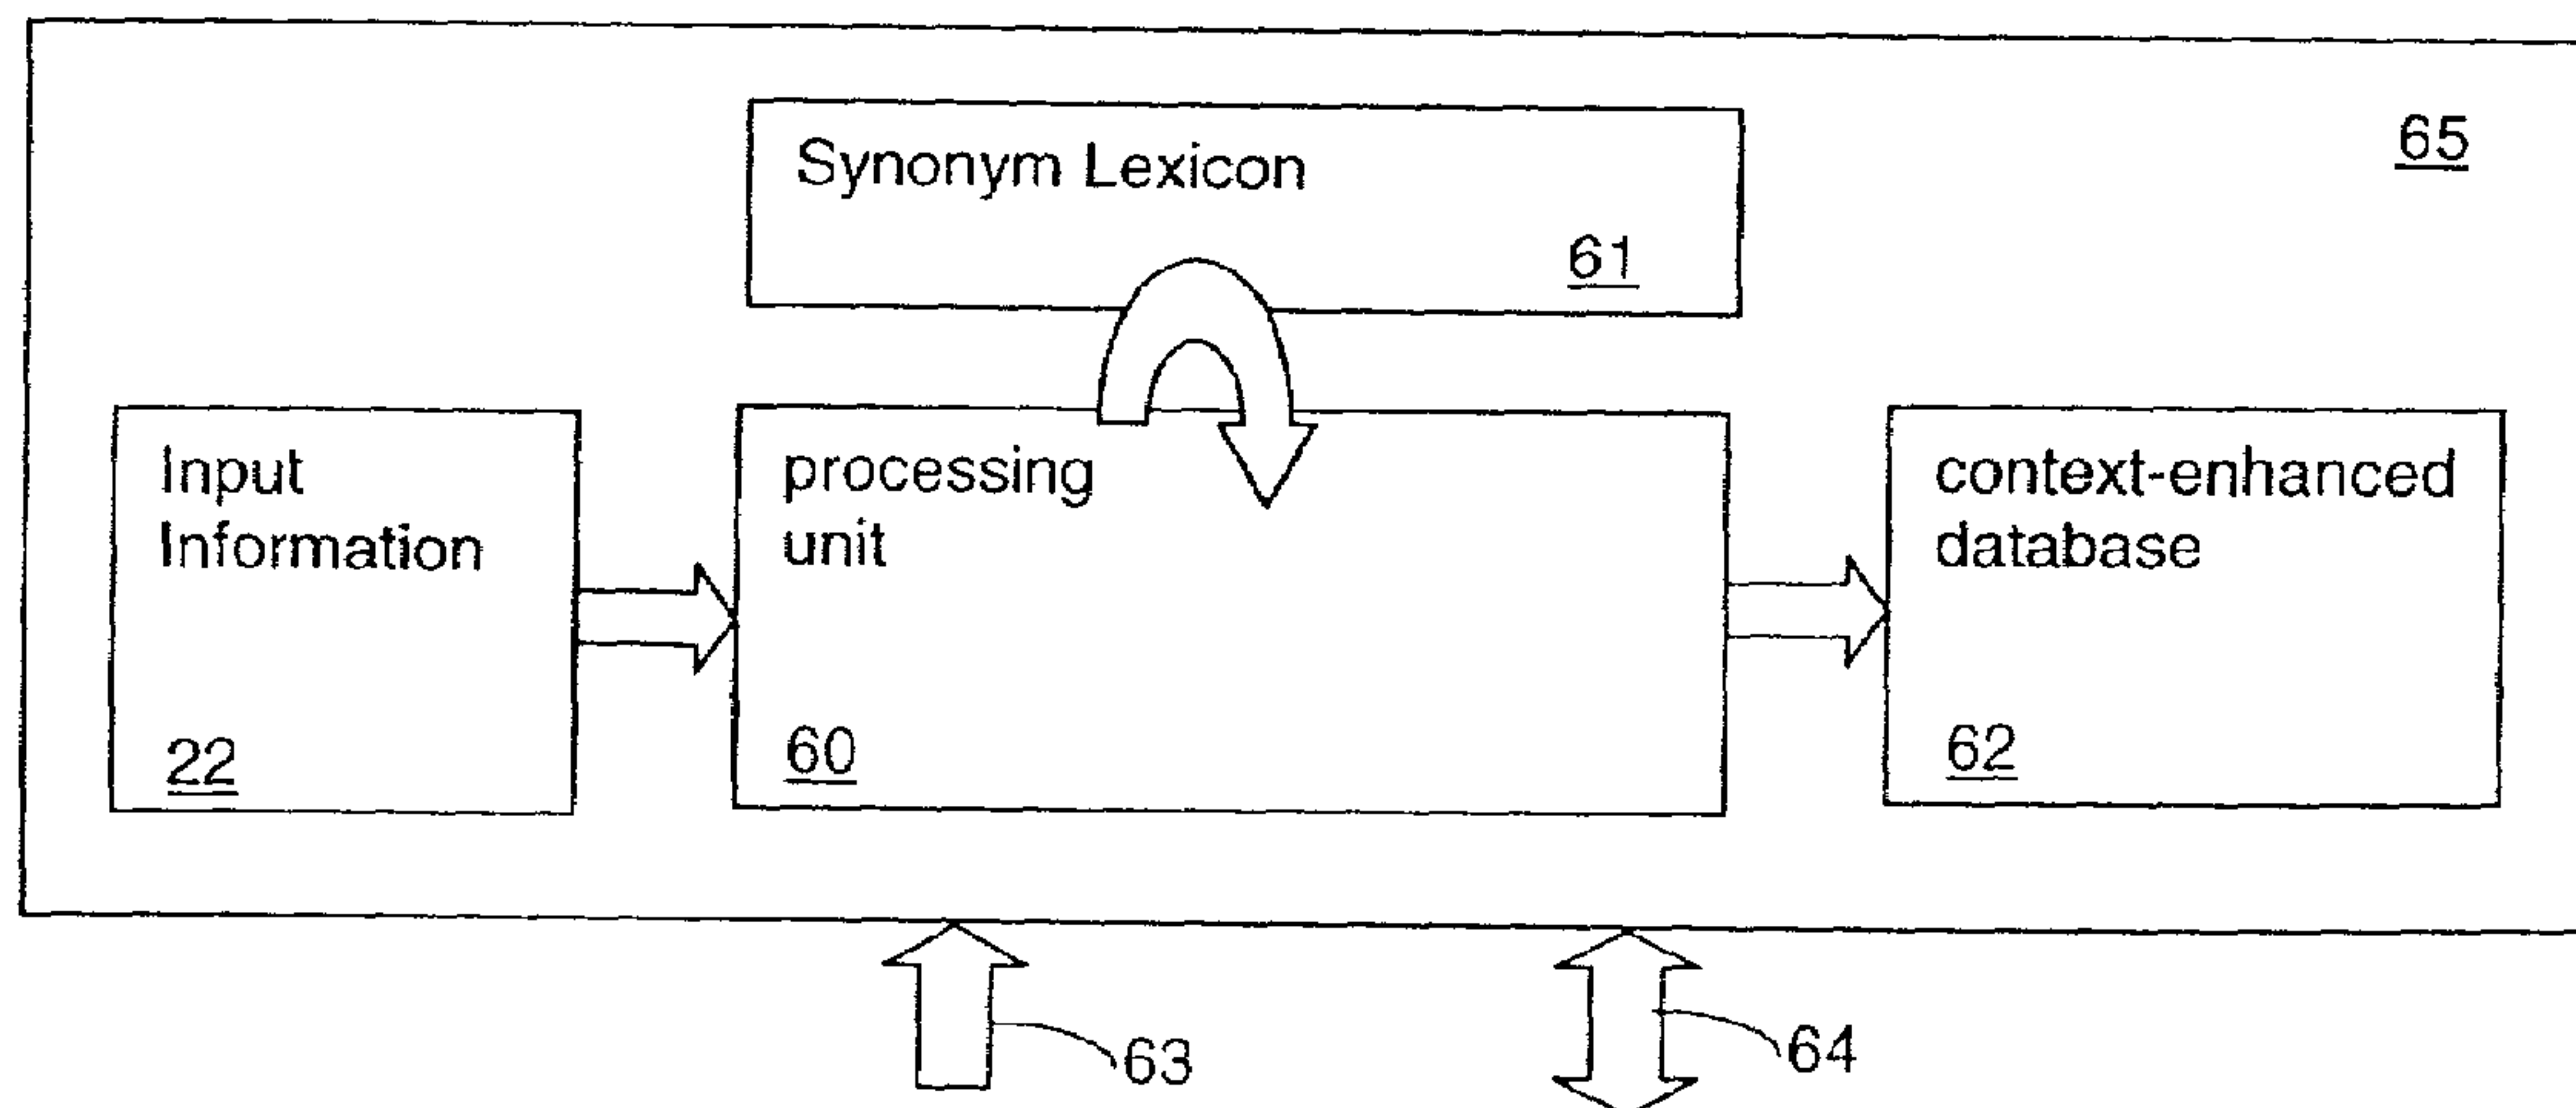 65
Synonym Lexicon
61
Input
Information
22
processing
unit
60
context-enhanced
database
62
63
64